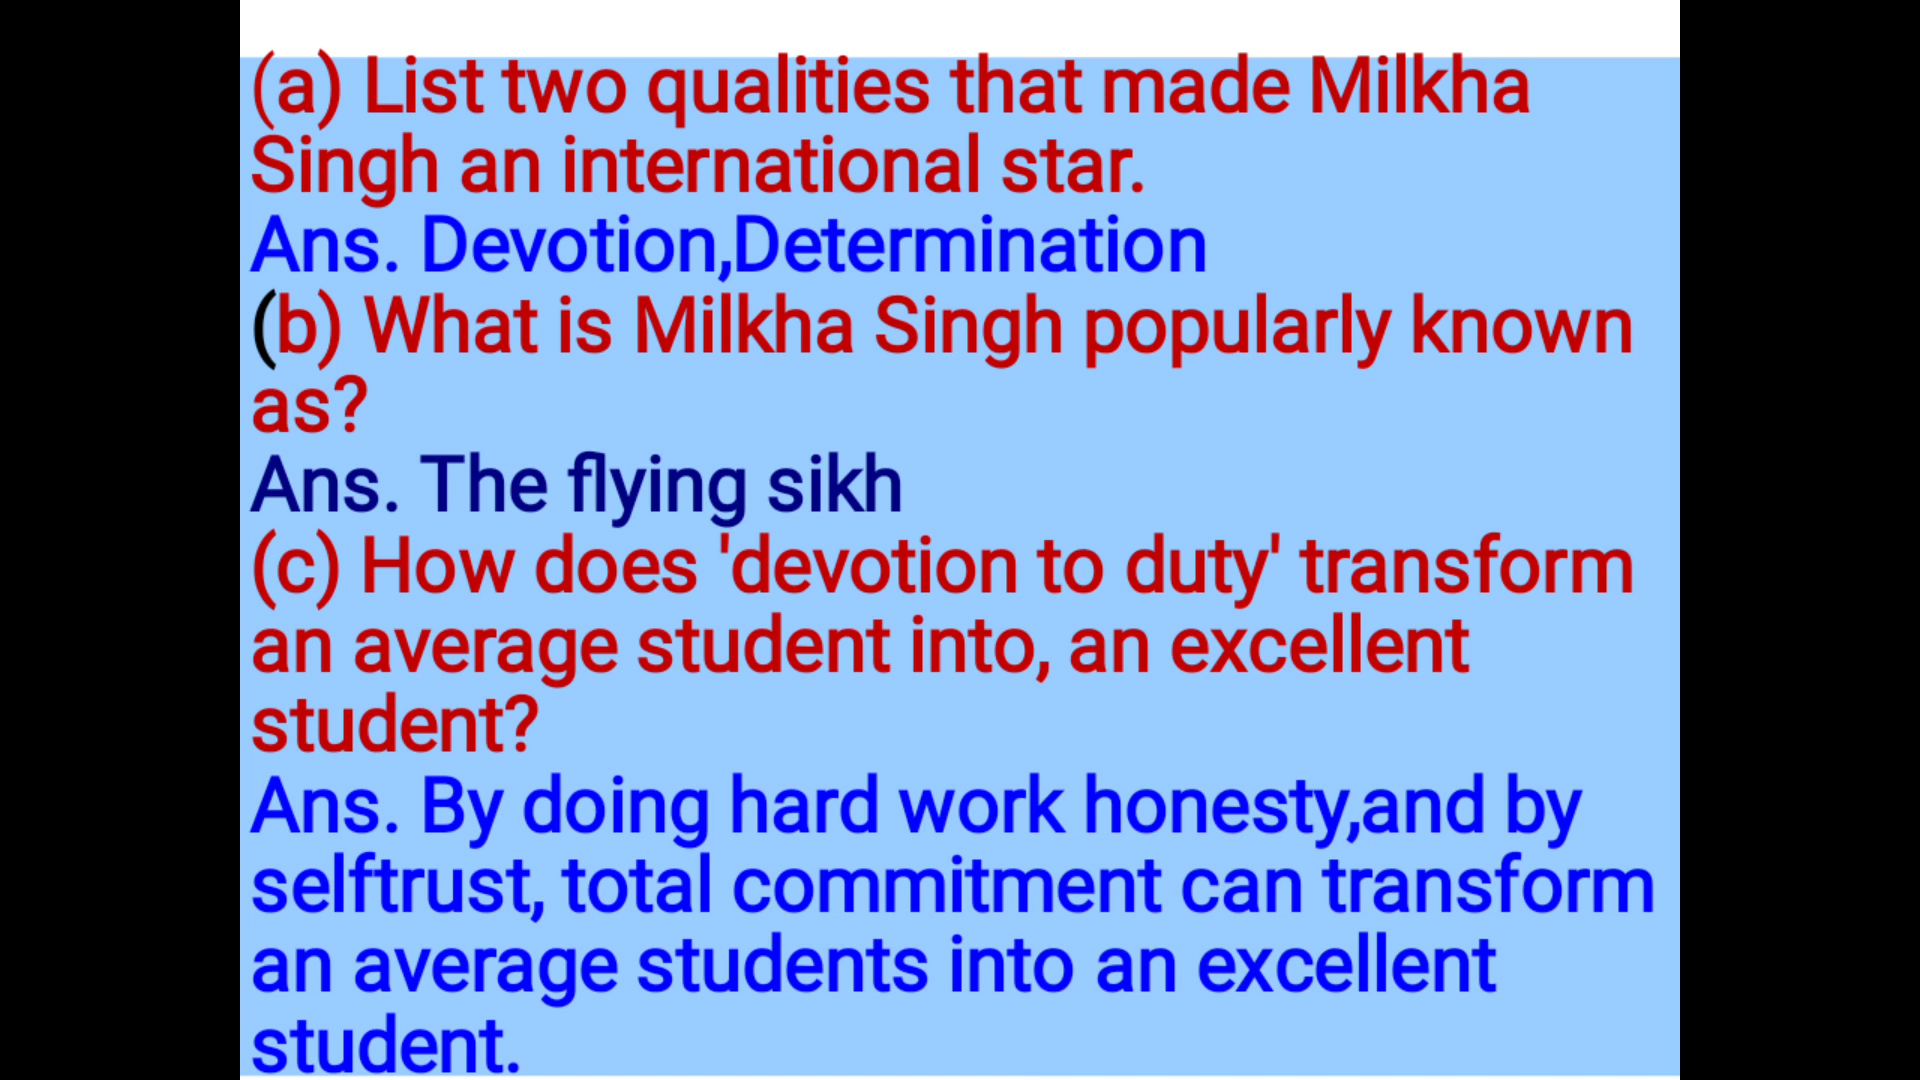 (a) List two qualities that made Milkha
Singh an international star.
Ans. Devotion,Determination
(b) What is Milkha Singh popularly known
as?
Ans. The flying sikh
(c) How does 'devotion to duty' transform
an average student into, an excellent
student?
Ans. By doing hard work honesty,and by
selftrust, total commitment can transform
an average students into an excellent
student.